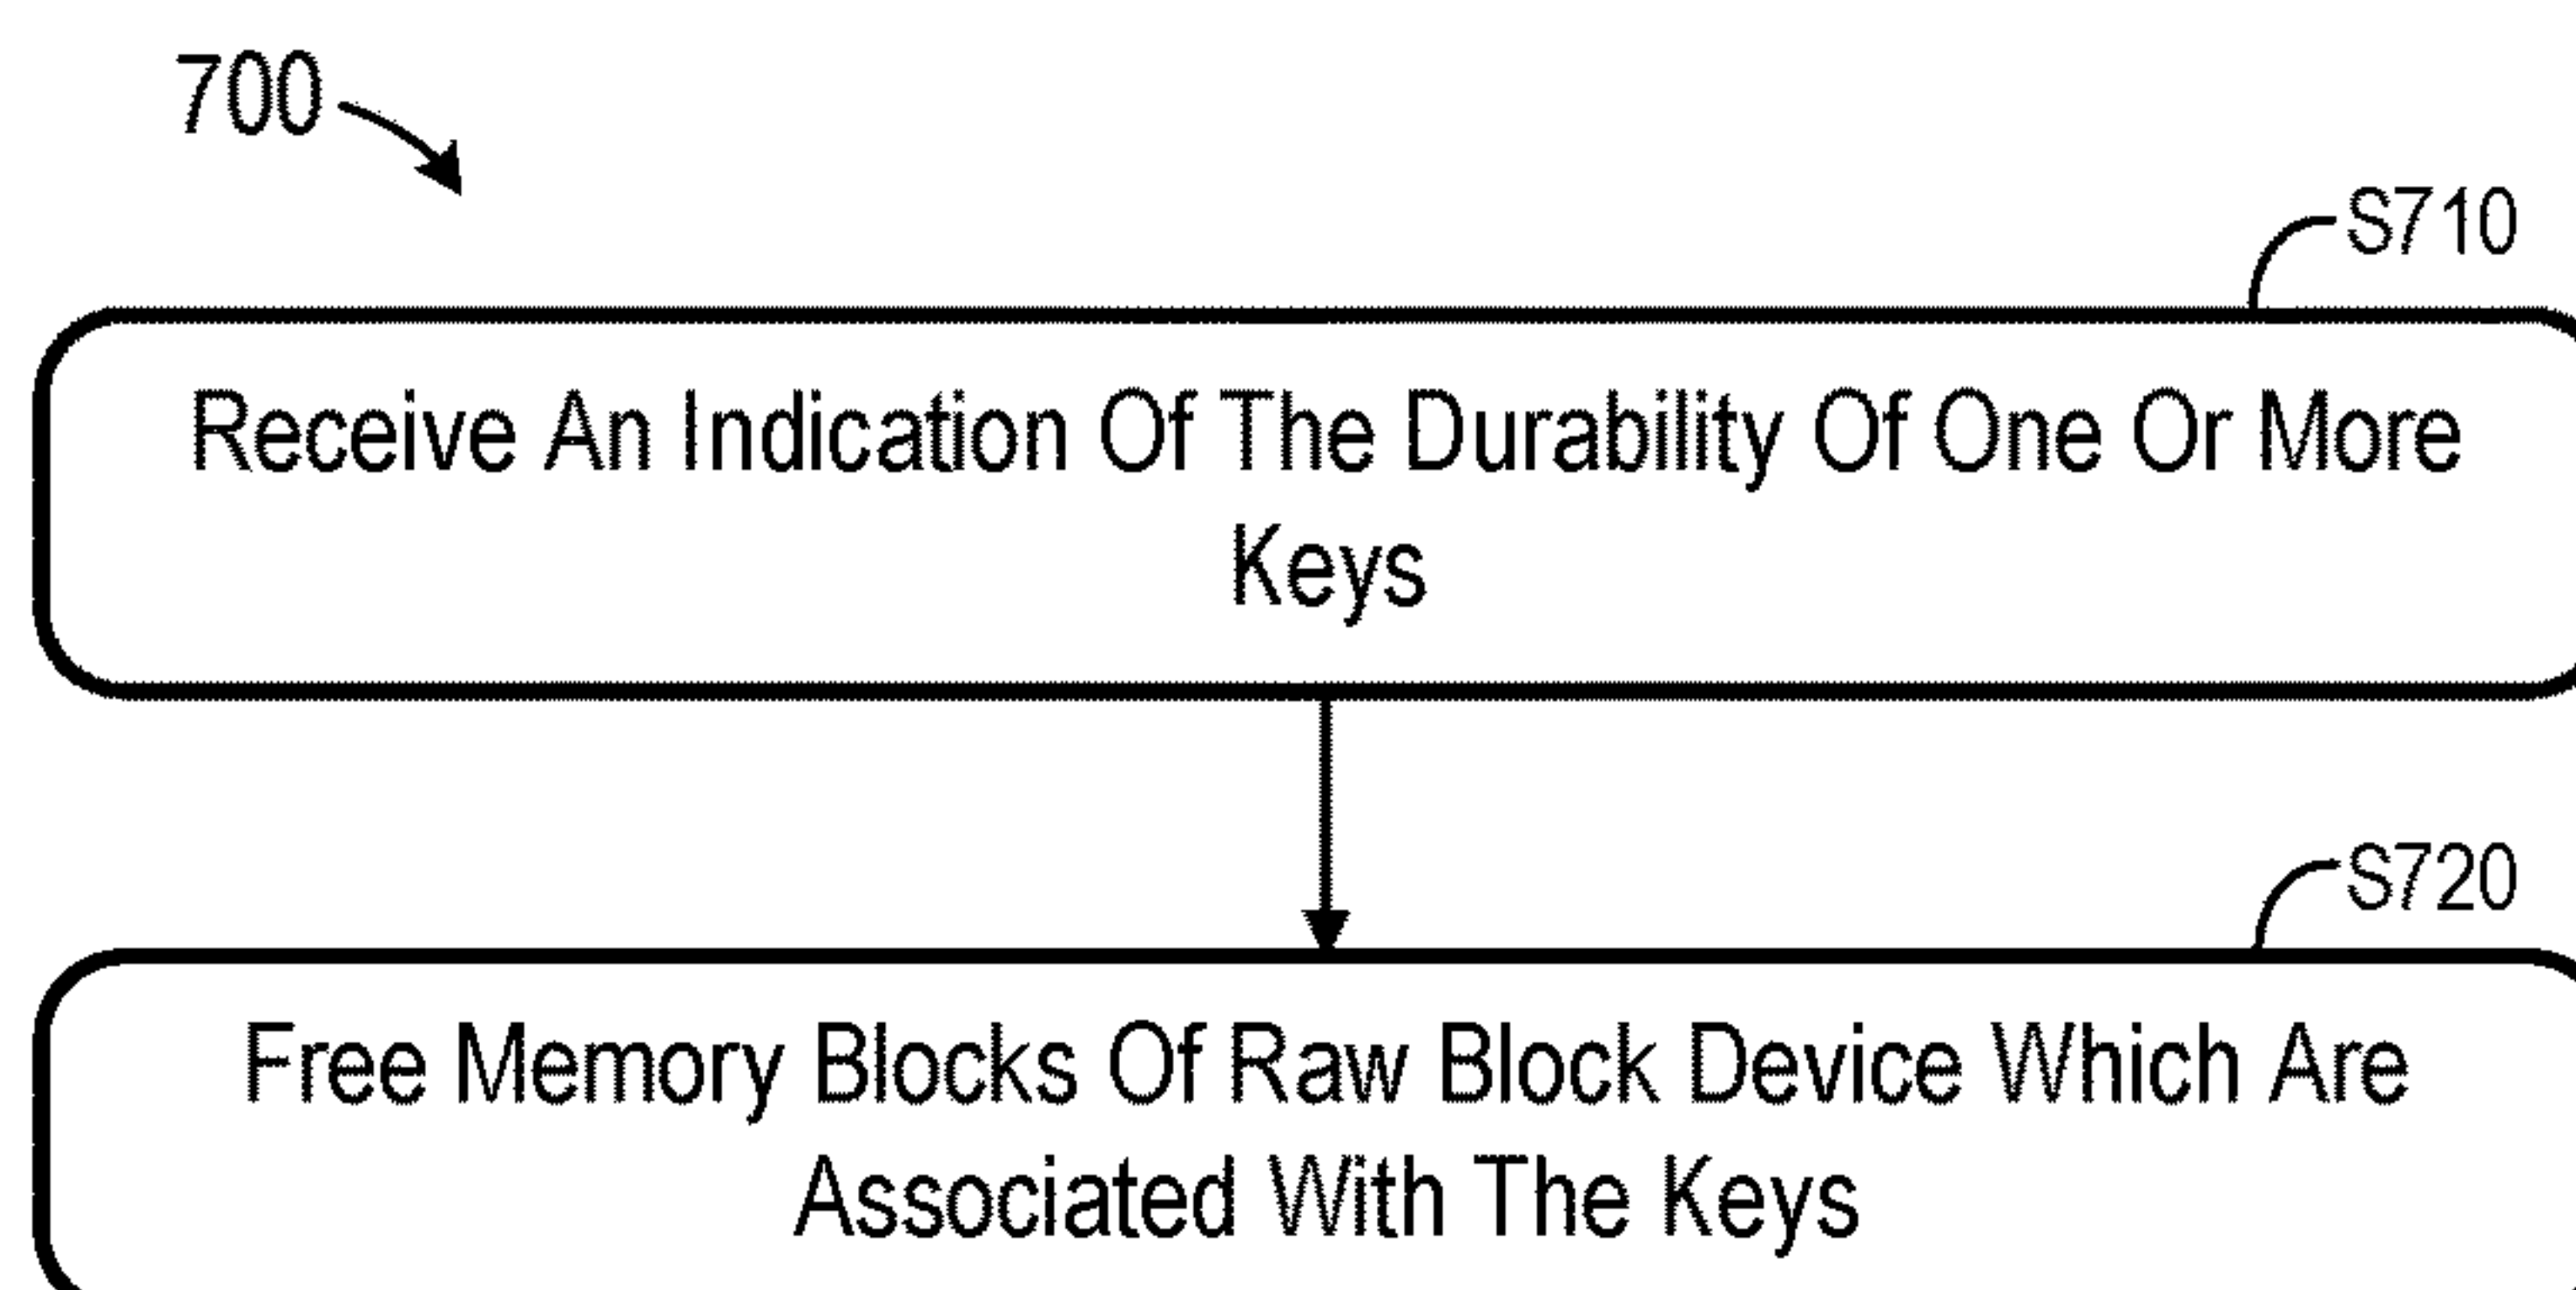 700
S710
Receive An Indication Of The Durability Of One Or More
Keys
S720
Free Memory Blocks Of Raw Block Device Which Are
Associated With The Keys